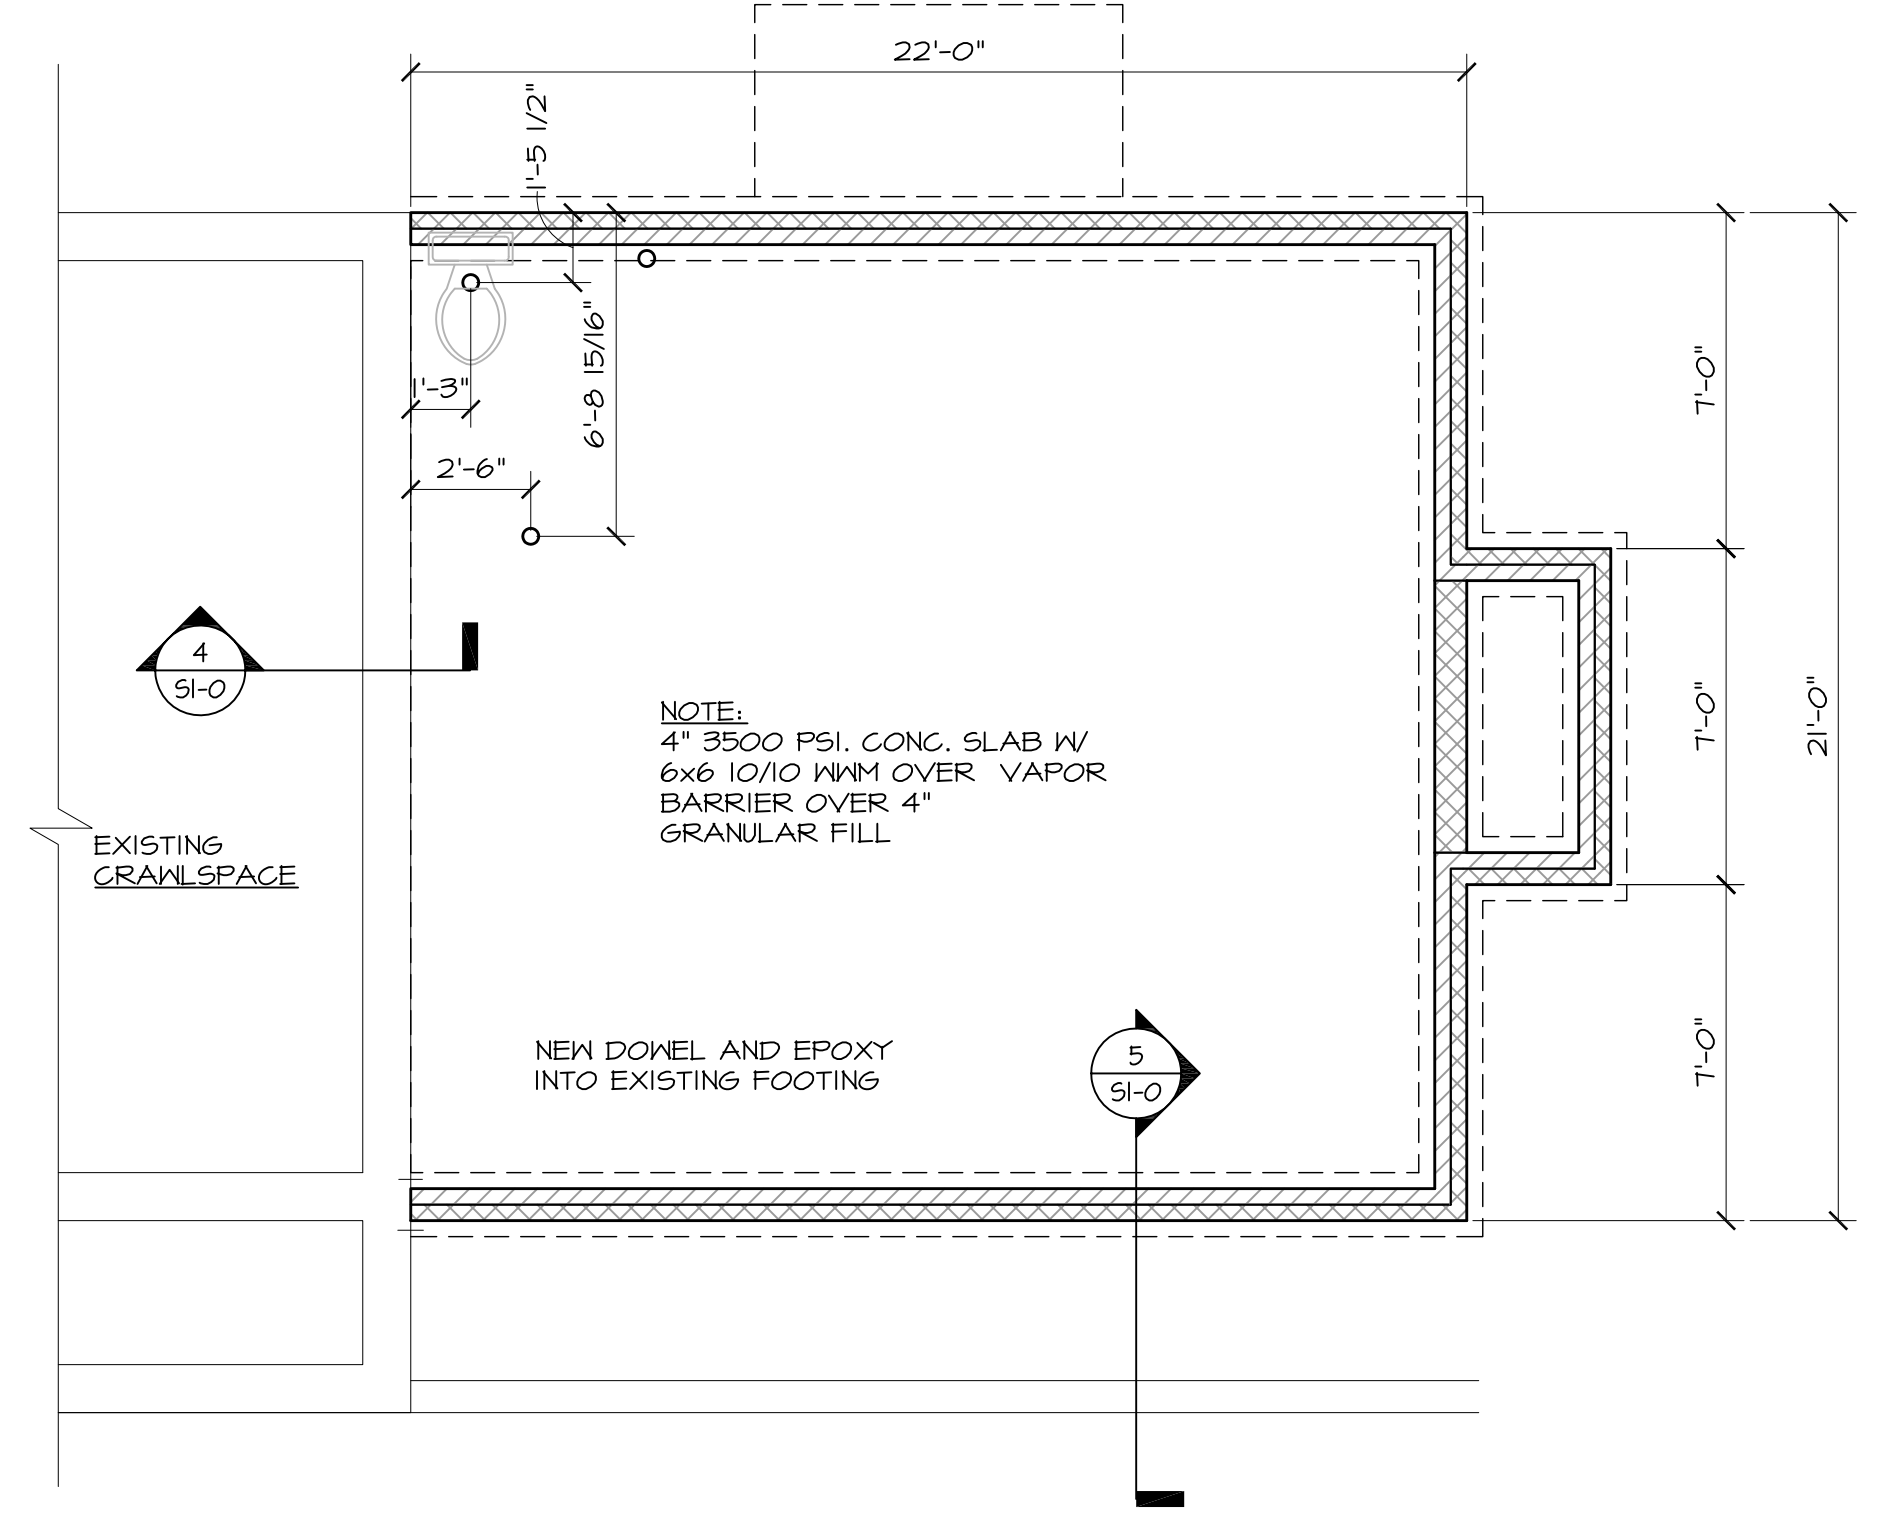 22'-0"
1'-5 1/2"
6'-8 15/16"
1'-3"
2'-6"
7'-0"
7'-0"
21'-0"
7'-0"
4
S1-0
NOTE:
4" 3500 PSI. CONC. SLAB W/
6x6 10/10 WWM OVER VAPOR
BARRIER OVER 4"
GRANULAR FILL
EXISTING
CRAWLSPACE
NEW DOWEL AND EPOXY
INTO EXISTING FOOTING
5
S1-0